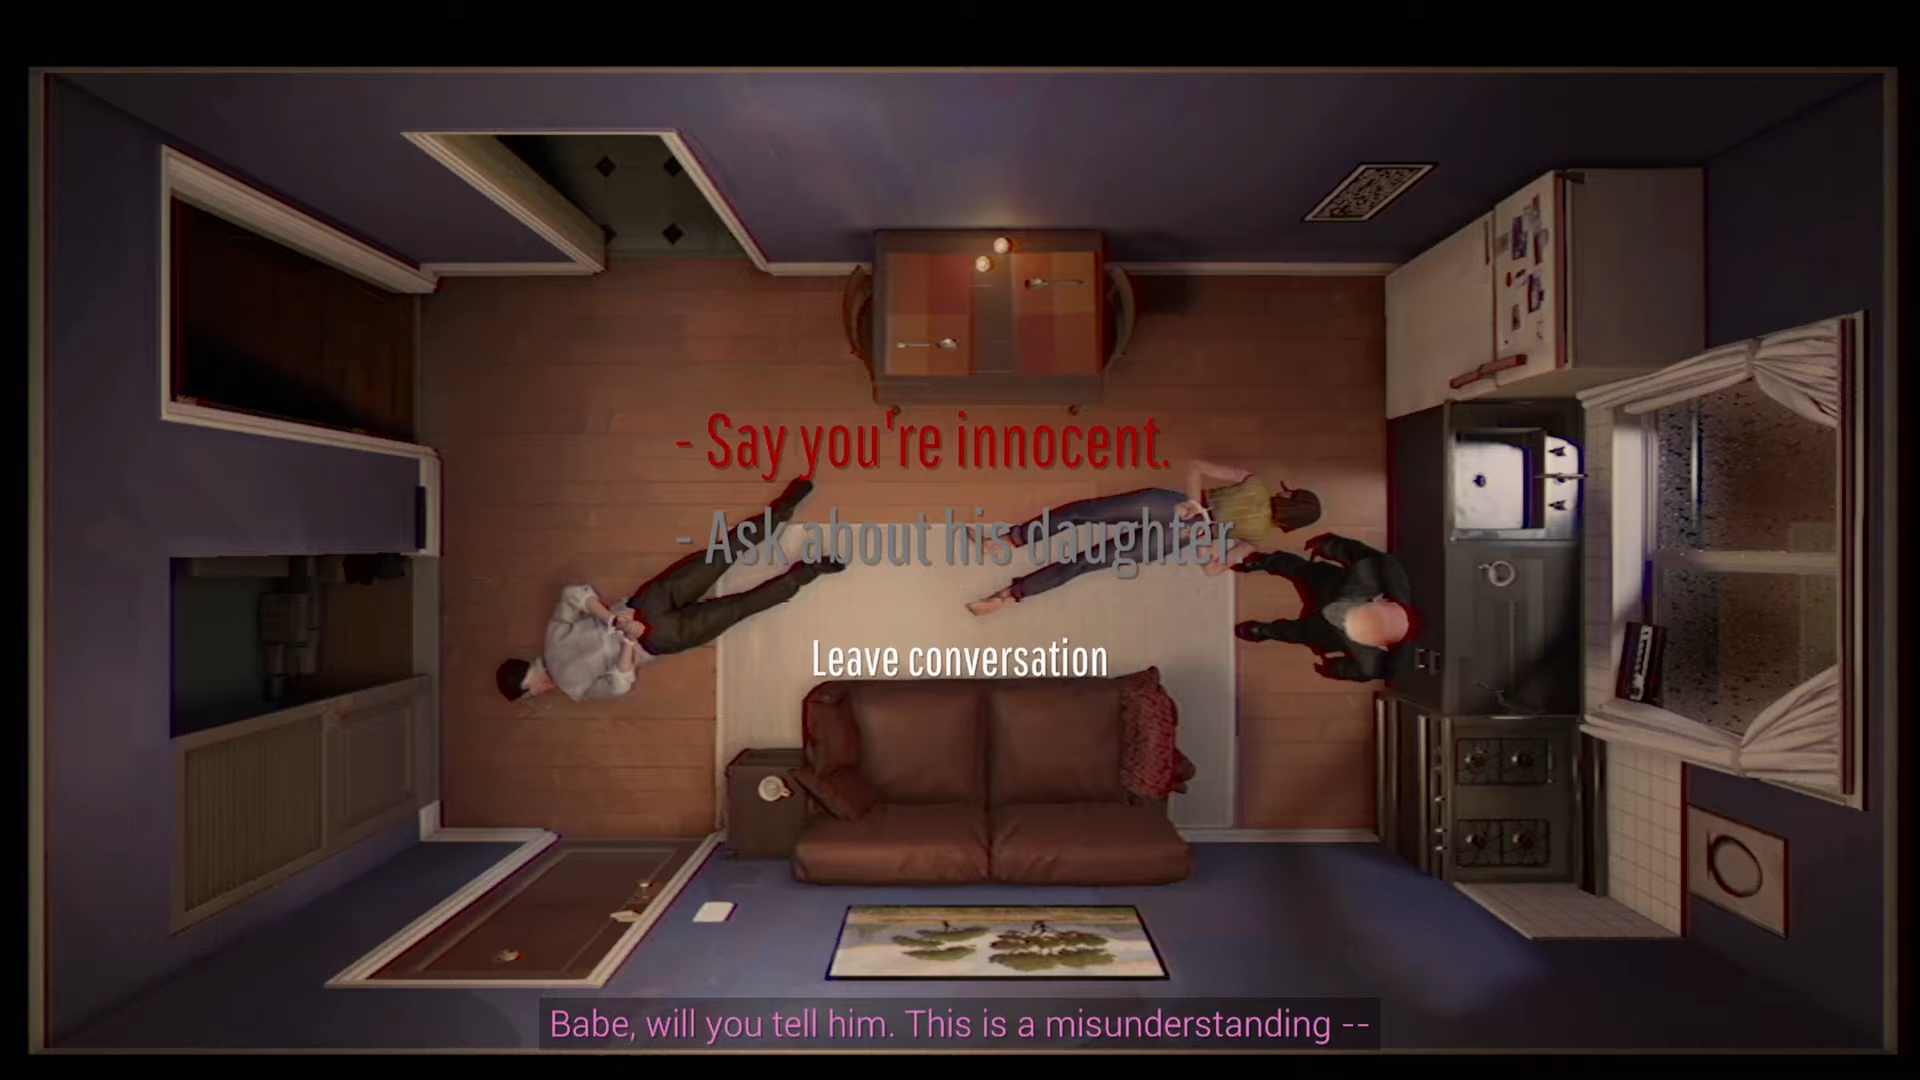 - Say you're innocent.
- Ask about his daughter
Leave conversation
Babe, will you tell him. This is a misunderstanding --